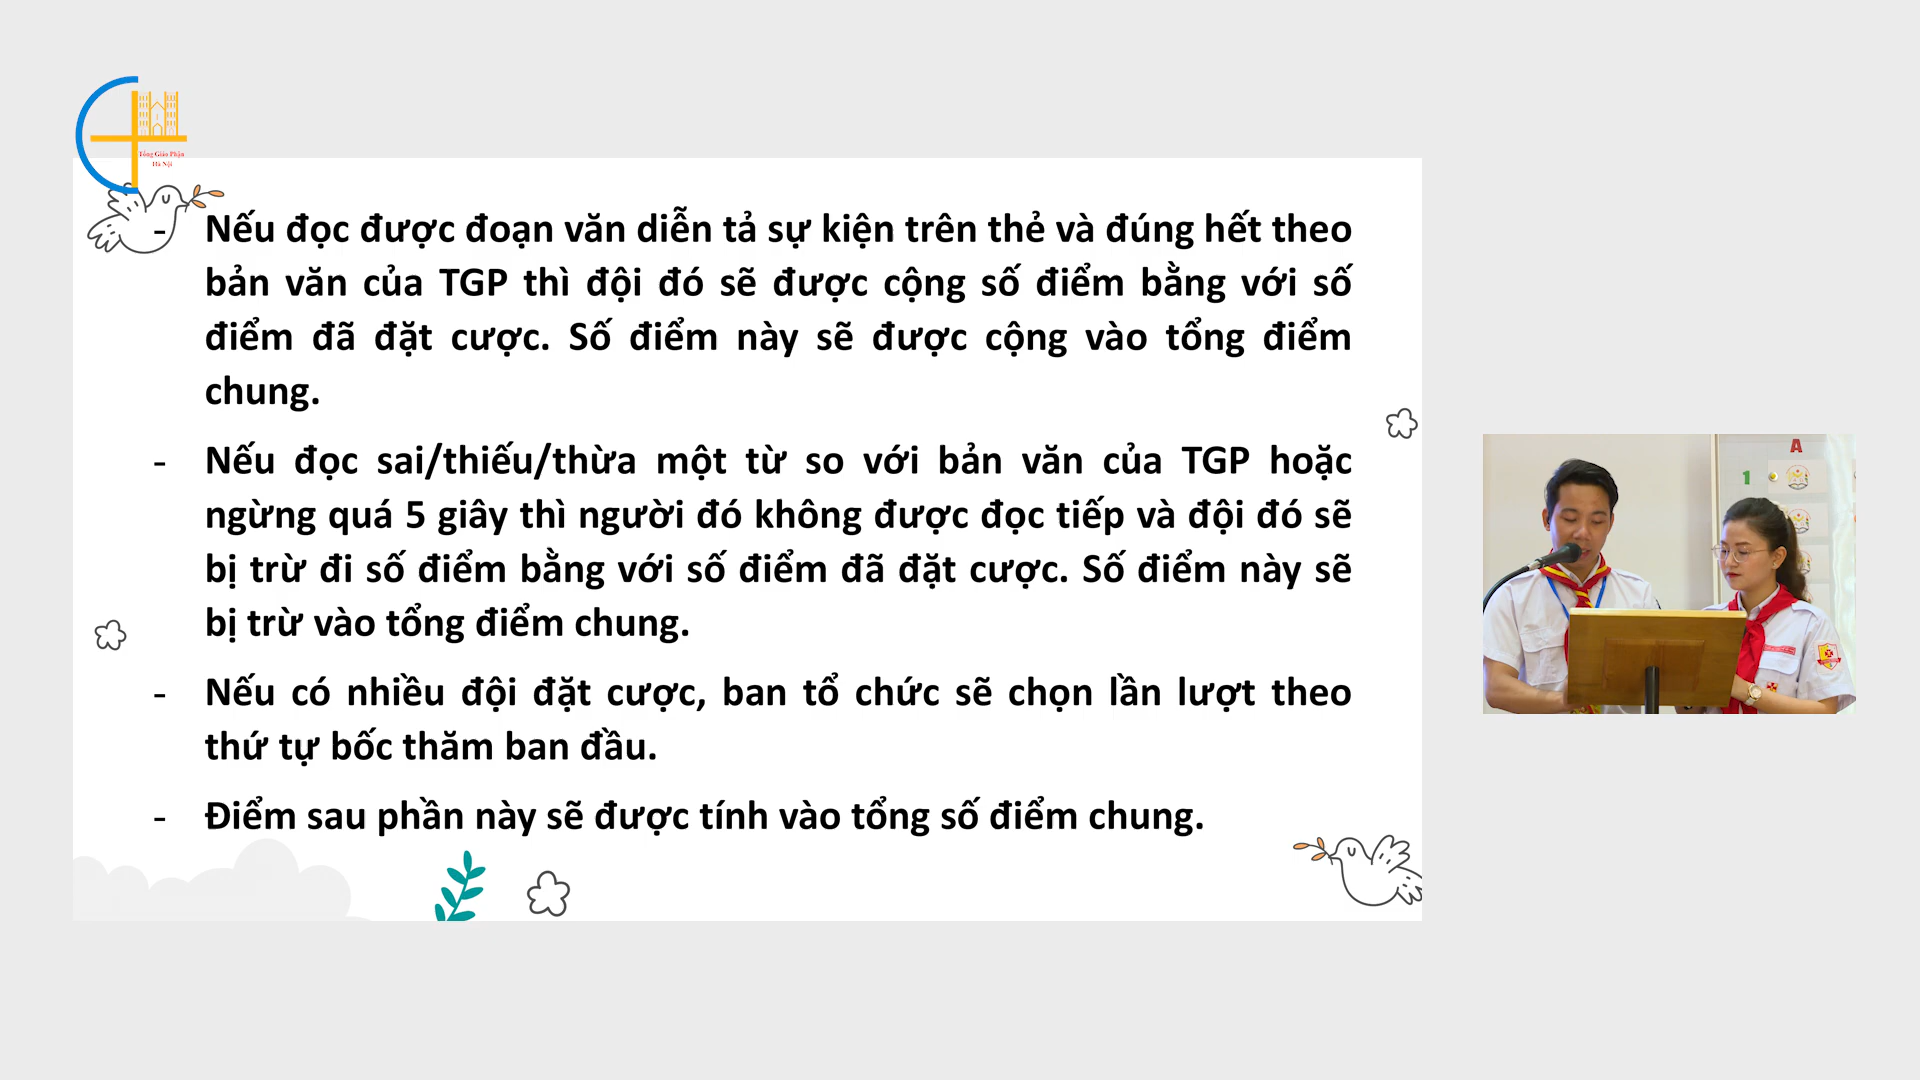 Tổng Giáo Phận
Hà Nội
- Nếu đọc được đoạn văn diễn tả sự kiện trên thẻ và đúng hết theo
bản văn của TGP thì đội đó sẽ được cộng số điểm bằng với số
điểm đã đặt cược. Số điểm này sẽ được cộng vào tổng điểm
chung.
- Nếu đọc sai/thiếu/thừa một từ so với bản văn của TGP hoặc
ngừng quá 5 giây thì người đó không được đọc tiếp và đội đó sẽ
bị trừ đi số điểm bằng với số điểm đã đặt cược. Số điểm này sẽ
bị trừ vào tổng điểm chung.
- Nếu có nhiều đội đặt cược, ban tổ chức sẽ chọn lần lượt theo
thứ tự bốc thăm ban đầu.
- Điểm sau phần này sẽ được tính vào tổng số điểm chung.
A
1